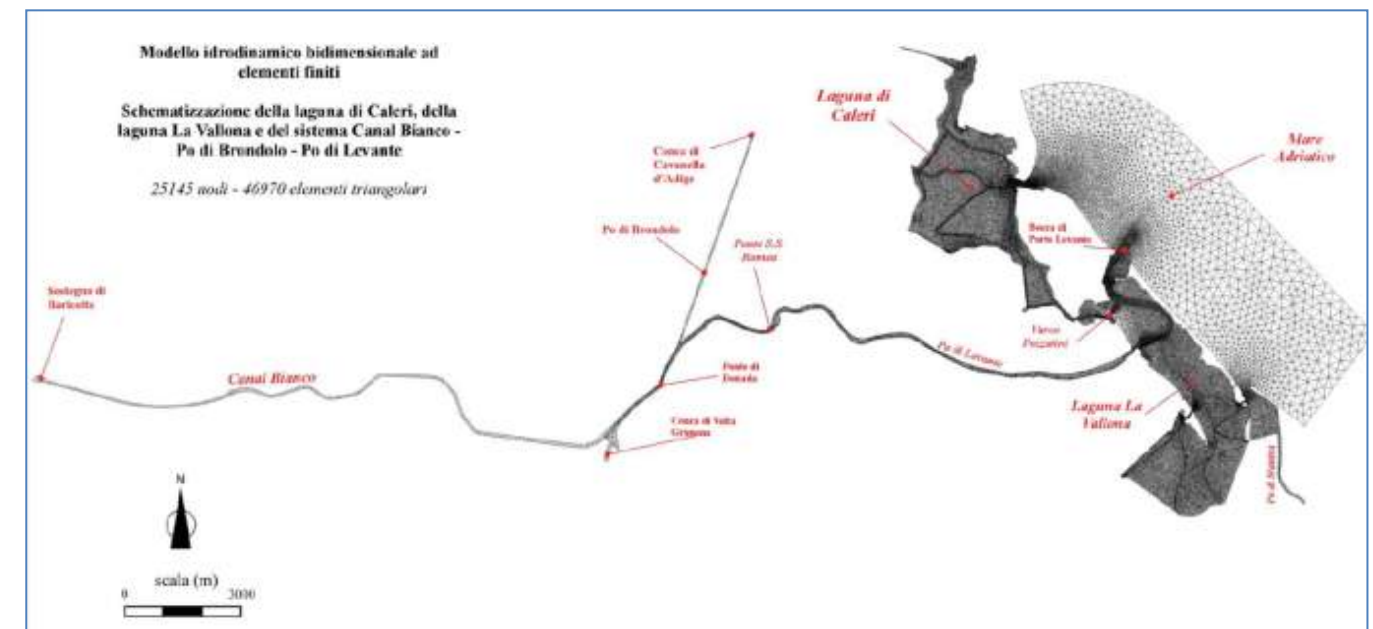 Modello idrodinamico bidimensionale ad
elementi finiti
Schematizzazione della laguna di Caleri, della
laguna La Vallona e del sistema Canal Bianco -
Po di Brondolo - Po di Levante
25145 nodi - 46970 elementi triangolari
Laguna di
Caleri
Mare
Adriatico
Conca di
Cavanella
d'Adige
Po di Brondolo
Ponte S.S.
Romea
Bocca di
Porto Levante
Sostegno di
Baricetta
Varco
Pozzatini
Po di Levante
Canal Bianco
Ponte di
Donada
Laguna La
Vallona
Conca di Volta
Grimana
Po di Maistra
N
scala (m)
0 3000